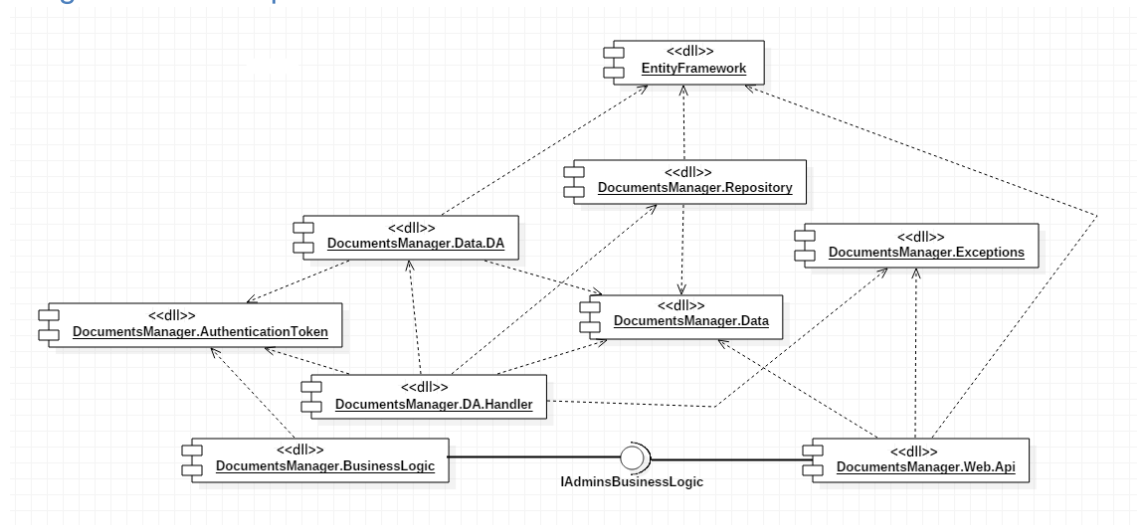 <<dll>>
EntityFramework
<<dll>>
DocumentsManager.Repository
<<dll>>
DocumentsManager.Data.DA
<<dll>>
DocumentsManager.Exceptions
<<dll>>
DocumentsManager.AuthenticationToken
<<dll>>
DocumentsManager.Data
<<dll>>
DocumentsManager.DA.Handler
<<dll>>
DocumentsManager.BusinessLogic
<<dll>>
DocumentsManager.Web.Api
IAdminsBusinessLogic